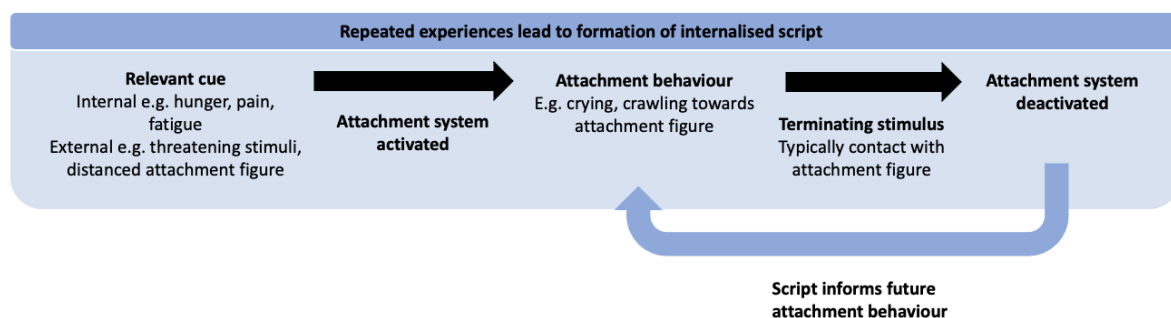 Repeated experiences lead to formation of internalised script
Relevant cue
Internal e.g. hunger, pain,
fatigue
External e.g. threatening stimuli,
distanced attachment figure
Attachment system
activated
Attachment behaviour
E.g. crying, crawling towards
attachment figure
Terminating stimulus
Typically contact with
attachment figure
Attachment system
deactivated
Script informs future
attachment behaviour